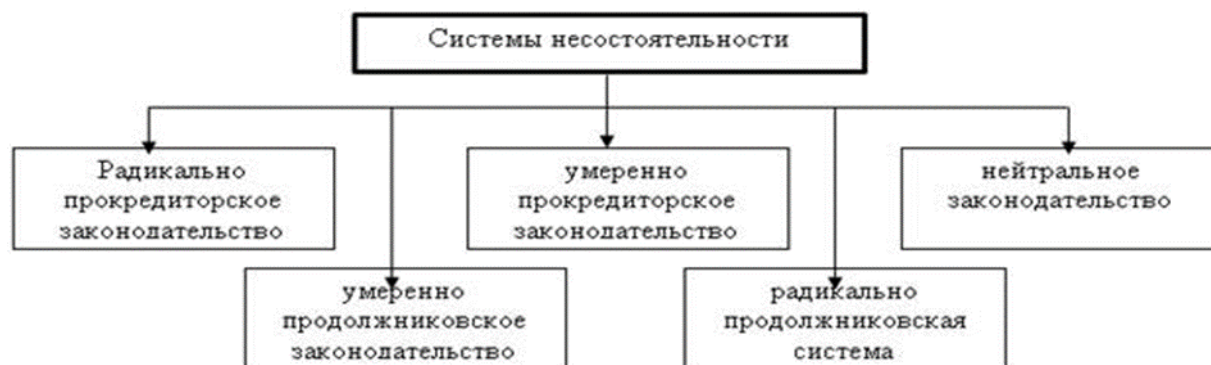 Системы несостоятельности
Радикально
прокредиторское
законодательство
умеренно
прокредиторское
законодательство
нейтральное
законодательство
умеренно
продолжниковское
законодательство
радикально
продолжниковская
система